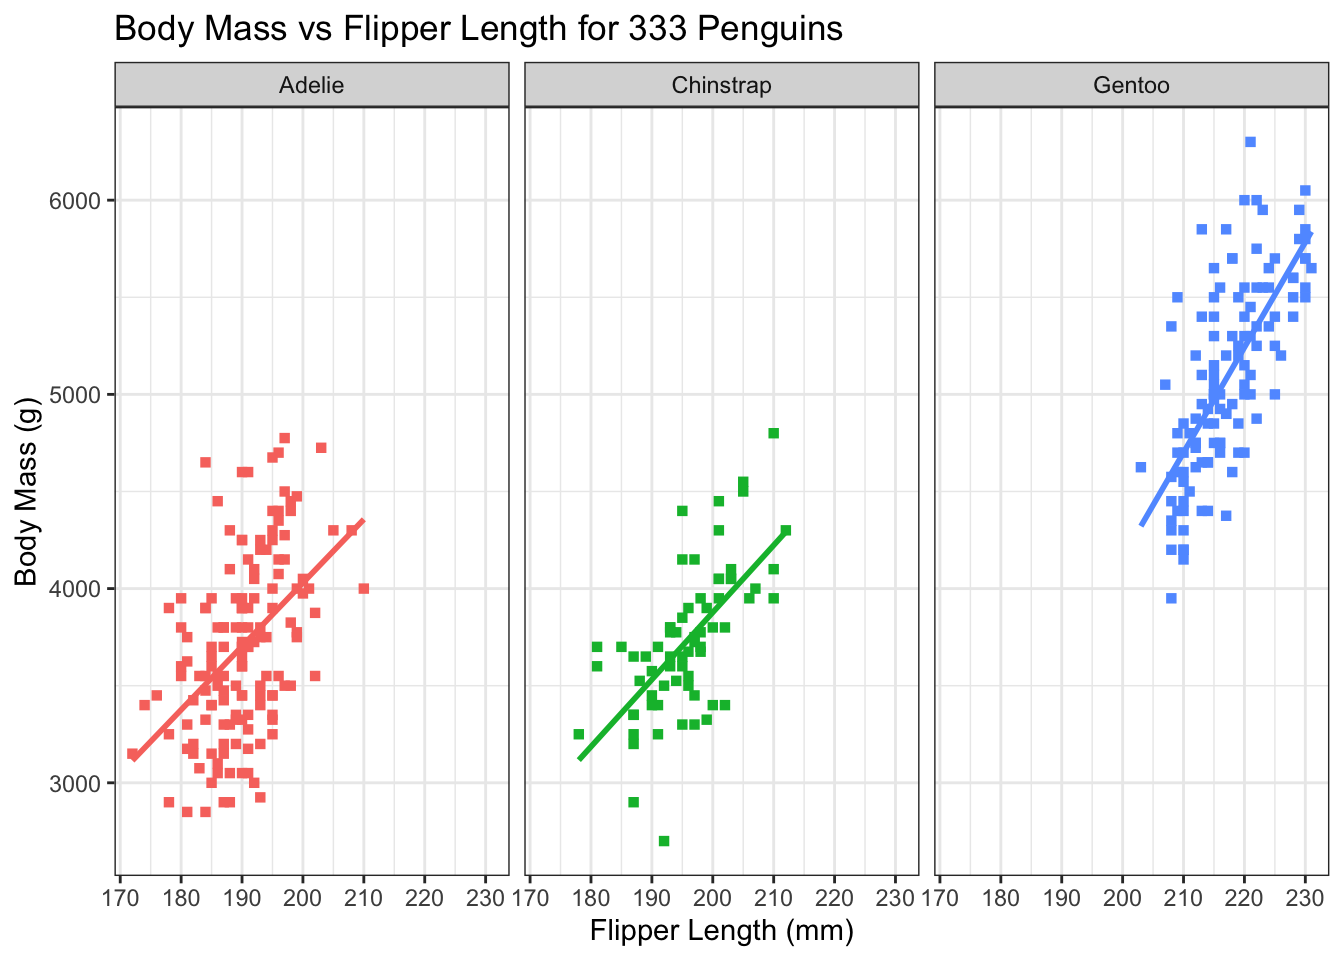 Body Mass vs Flipper Length for 333 Penguins
Adelie Chinstrap Gentoo
6000
5000
4000
3000
Body Mass (g)
170 180 190 200 210 220 230 170 180 190 200 210 220 230 170 180 190 200 210 220 230
Flipper Length (mm)